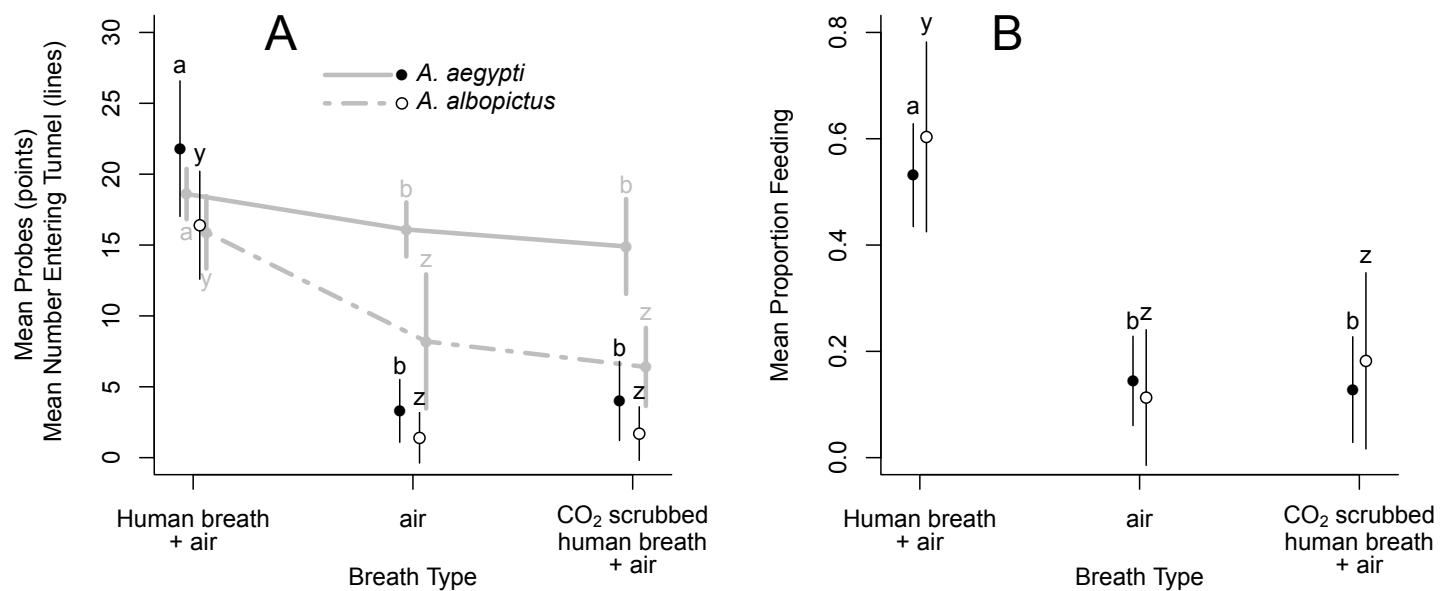 A
A. aegypti
A. albopictus
Mean Probes (points)
Mean Number Entering Tunnel (lines)
30
25
20
15
10
5
0
a
y
a
y
b
z
b
z
b
z
b
z
Human breath
+ air
air
CO₂ scrubbed
human breath
+ air
Breath Type
B
Mean Proportion Feeding
0.8
0.6
0.4
0.2
0.0
a
y
b
z
b
z
Human breath
+ air
air
CO₂ scrubbed
human breath
+ air
Breath Type